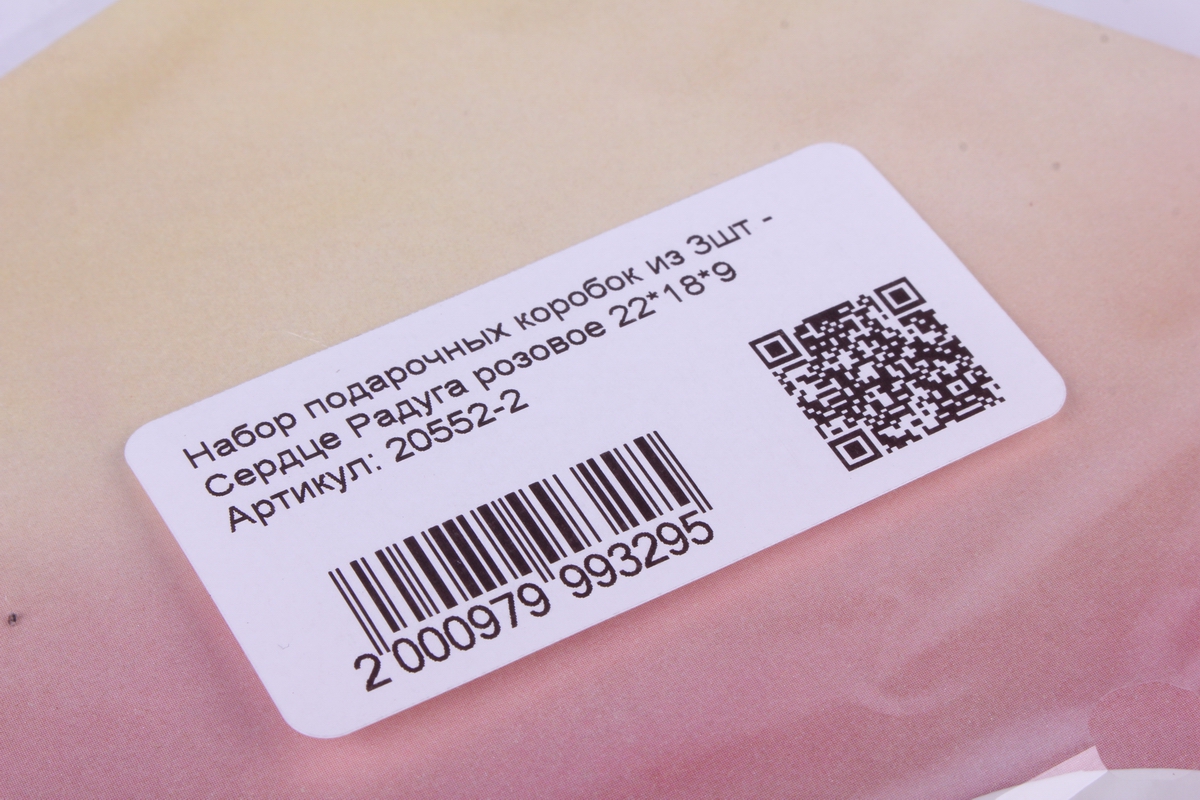 Набор подарочных коробок из 3шт -
Сердце Радуга розовое 22*18*9
Артикул: 20552-2
2 000979 993295